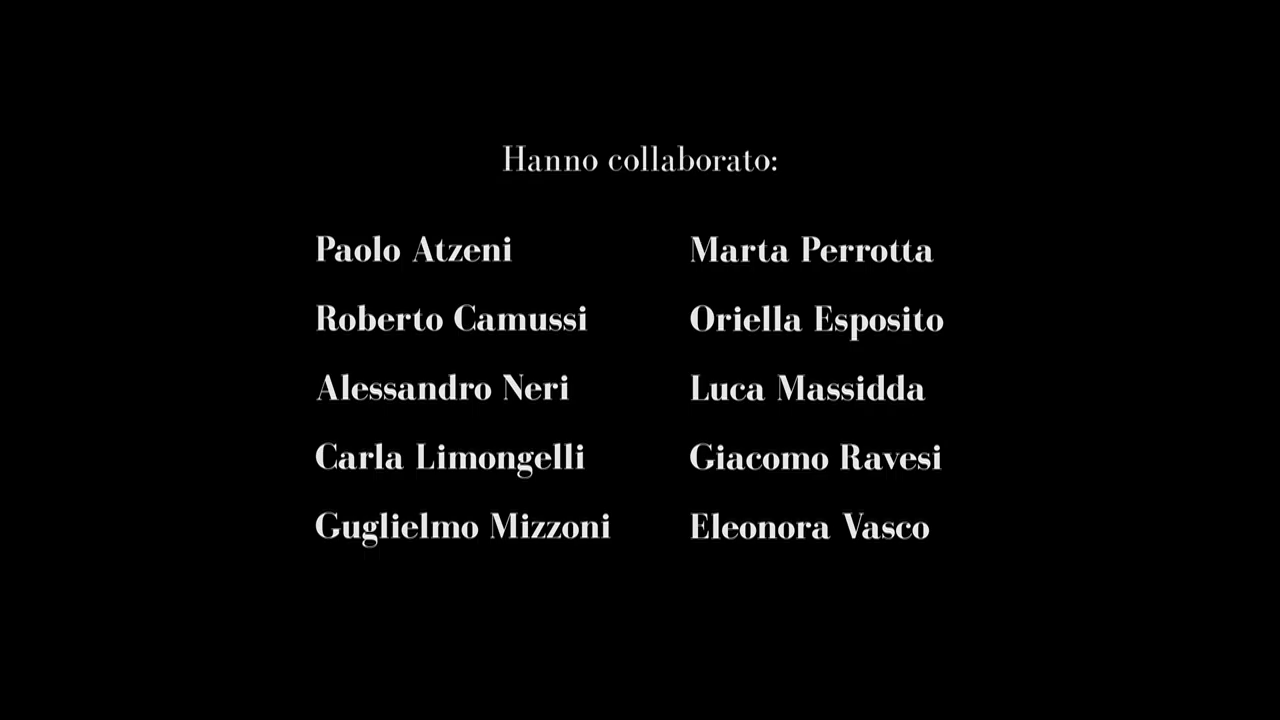 Hanno collaborato:
Paolo Atzeni
Roberto Camussi
Alessandro Neri
Carla Limongelli
Guglielmo Mizzoni
Marta Perrotta
Oriella Esposito
Luca Massidda
Giacomo Ravesi
Eleonora Vasco